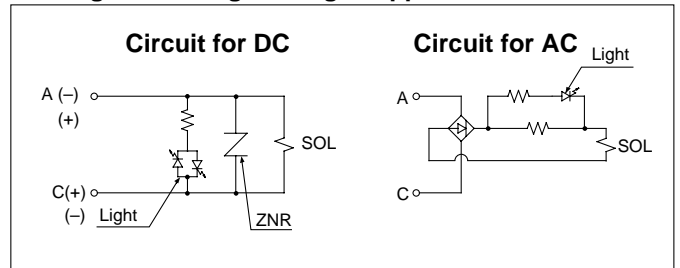 Circuit for DC
Circuit for AC
Light
A (–)
(+)
SOL
C(+)
(–)
Light
ZNR
A
SOL
C